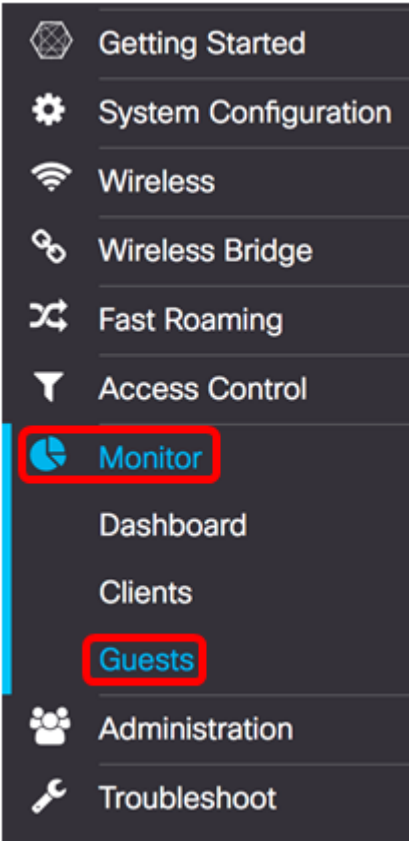 Getting Started
System Configuration
Wireless
Wireless Bridge
Fast Roaming
Access Control
Monitor
Dashboard
Clients
Guests
Administration
Troubleshoot